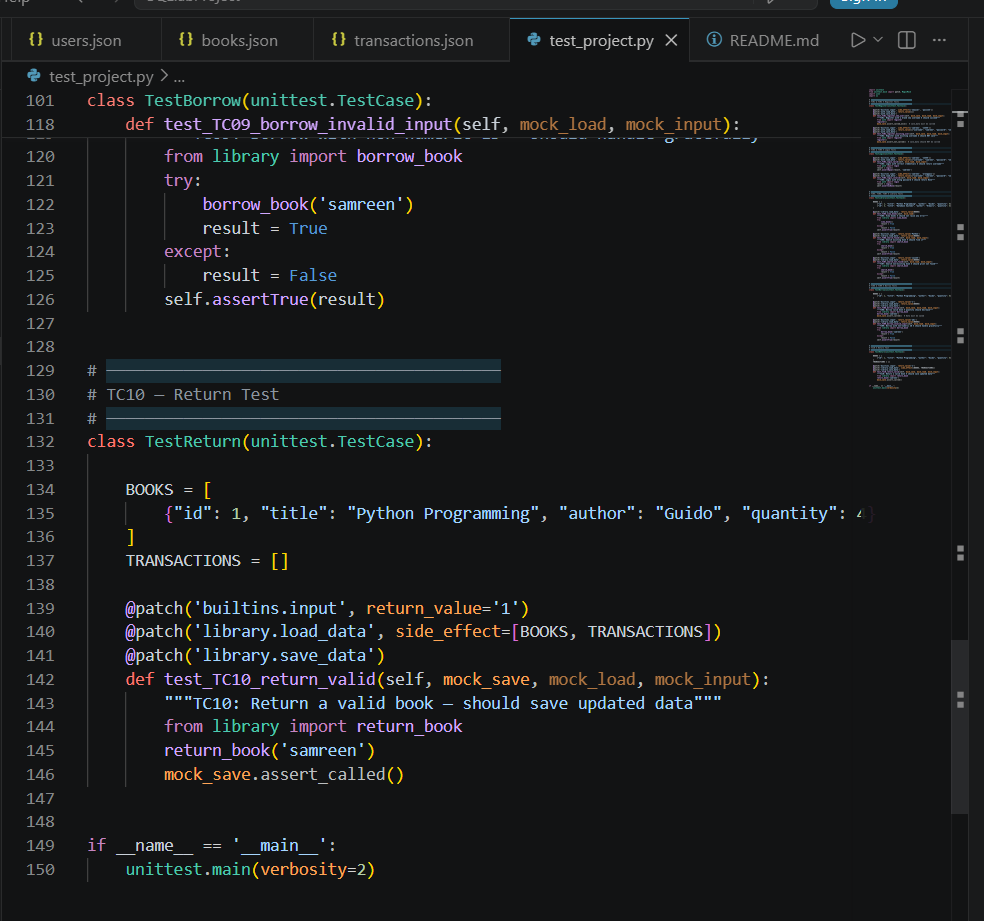 users.json books.json transactions.json test_project.py README.md
test_project.py > ...
101 class TestBorrow(unittest.TestCase):
118 def test_TC09_borrow_invalid_input(self, mock_load, mock_input):
120 from library import borrow_book
121 try:
122 borrow_book('samreen')
123 result = True
124 except:
125 result = False
126 self.assertTrue(result)
127
128
129 # ─────────────────────────────────────────
130 # TC10 — Return Test
131 # ─────────────────────────────────────────
132 class TestReturn(unittest.TestCase):
133
134 BOOKS = [
135 {"id": 1, "title": "Python Programming", "author": "Guido", "quantity": 4}
136 ]
137 TRANSACTIONS = []
138
139 @patch('builtins.input', return_value='1')
140 @patch('library.load_data', side_effect=[BOOKS, TRANSACTIONS])
141 @patch('library.save_data')
142 def test_TC10_return_valid(self, mock_save, mock_load, mock_input):
143 """TC10: Return a valid book — should save updated data"""
144 from library import return_book
145 return_book('samreen')
146 mock_save.assert_called()
147
148
149 if __name__ == '__main__':
150 unittest.main(verbosity=2)